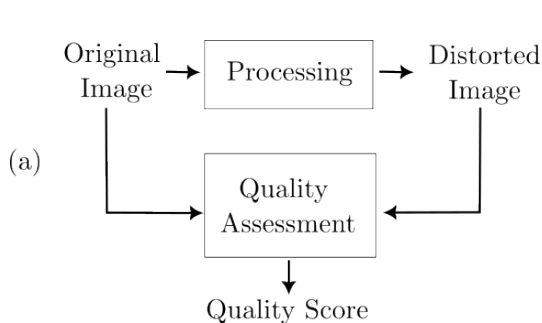 Original
Image
Processing
Distorted
Image
(a)
Quality
Assessment
Quality Score